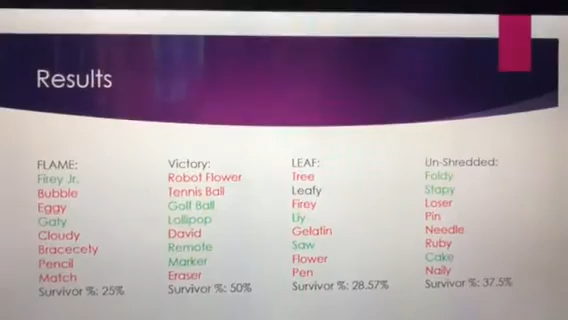 Results
FLAME:
Firey Jr.
Bubble
Eggy
Gaty
Cloudy
Bracecety
Pencil
Match
Survivor %: 25%
Victory:
Robot Flower
Tennis Ball
Golf Ball
Lollipop
David
Remote
Marker
Eraser
Survivor %: 50%
LEAF:
Tree
Leafy
Firey
Liy
Gelatin
Saw
Flower
Pen
Survivor %: 28.57%
Un-Shredded:
Foldy
Stapy
Loser
Pin
Needle
Ruby
Cake
Naily
Survivor %: 37.5%